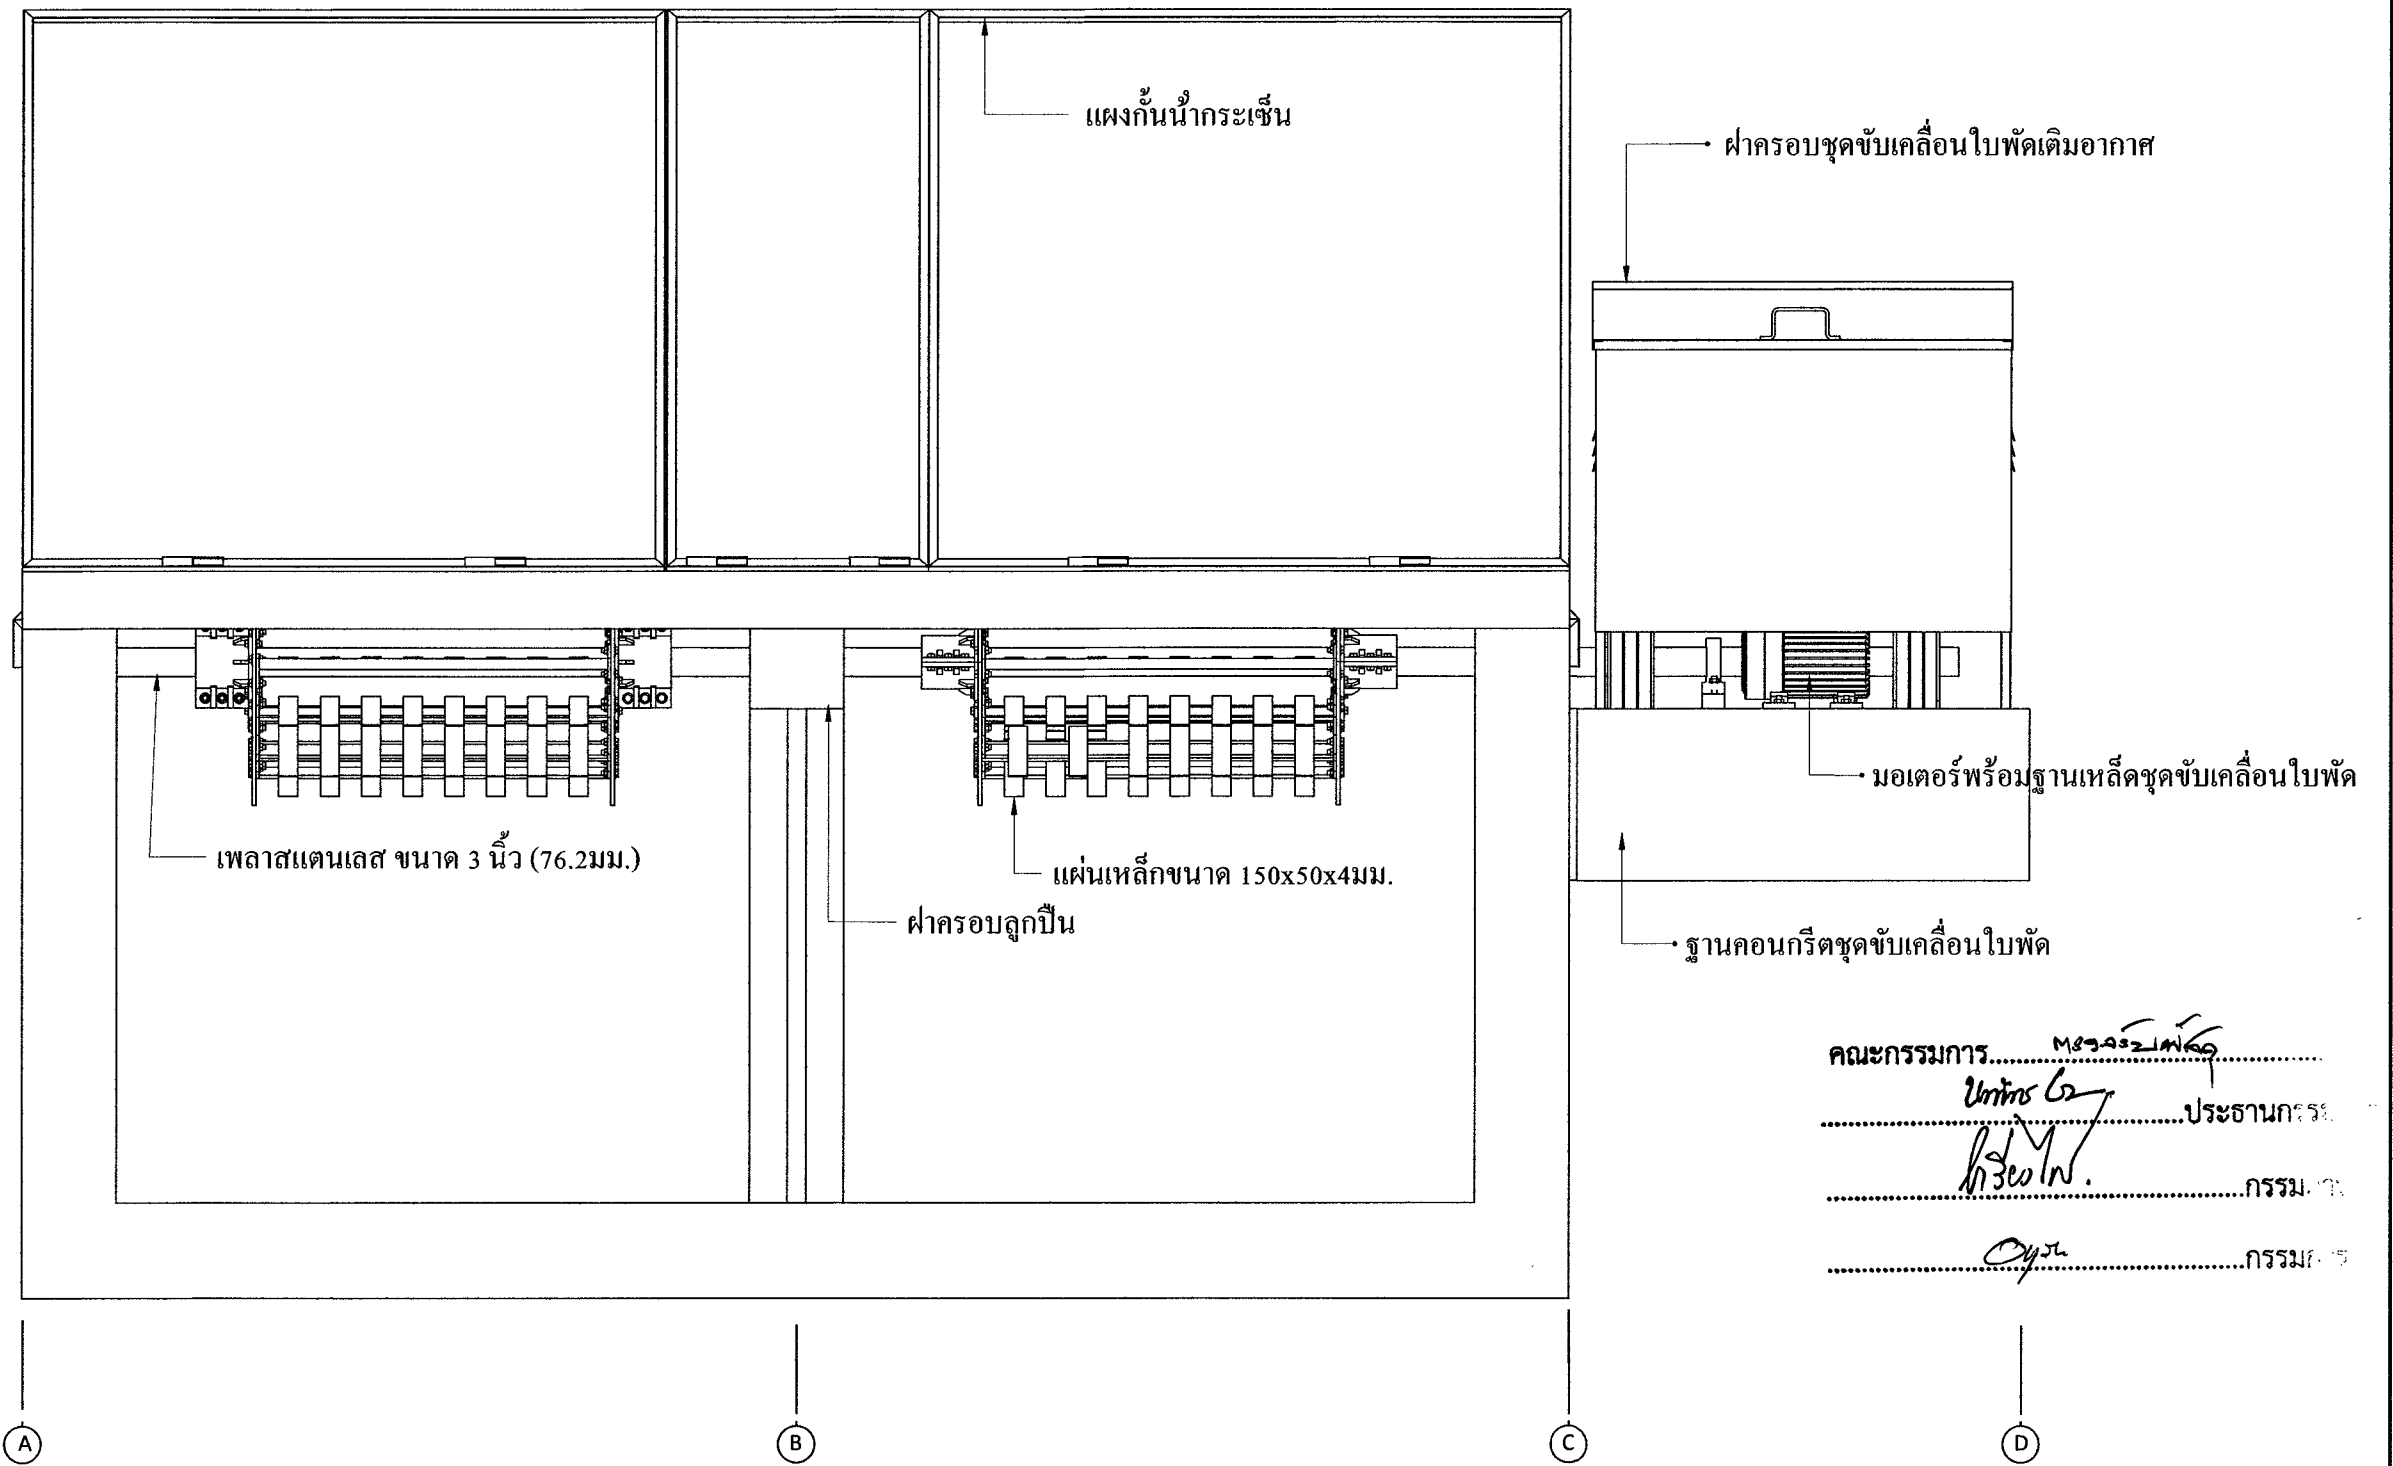 แผงกั้นน้ำกระเซ็น
ฝาครอบชุดขับเคลื่อนใบพัดเติมอากาศ
มอเตอร์พร้อมฐานเหล็ดชุดขับเคลื่อนใบพัด
เพลาสแตนเลส ขนาด 3 นิ้ว (76.2มม.)
แผ่นเหล็กขนาด 150x50x4มม.
ฝาครอบลูกปืน
ฐานคอนกรีตชุดขับเคลื่อนใบพัด
คณะกรรมการ
ประธานกรร
กรรม
กรรมการ
A B C D